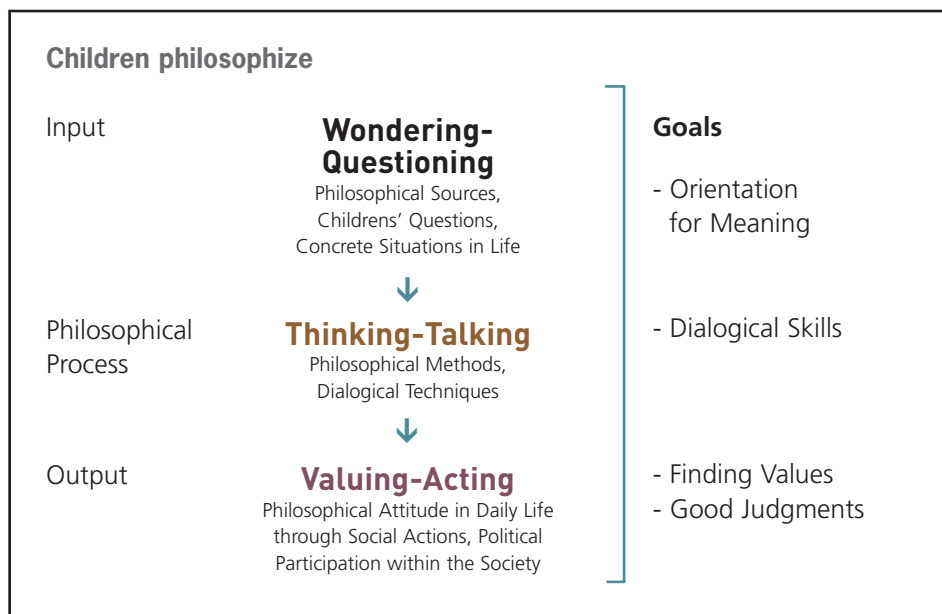 Children philosophize
Input
Wondering-
Questioning
Philosophical Sources,
Childrens’ Questions,
Concrete Situations in Life
Goals
- Orientation
for Meaning
Philosophical
Process
Thinking-Talking
Philosophical Methods,
Dialogical Techniques
- Dialogical Skills
Output
Valuing-Acting
Philosophical Attitude in Daily Life
through Social Actions, Political
Participation within the Society
- Finding Values
- Good Judgments